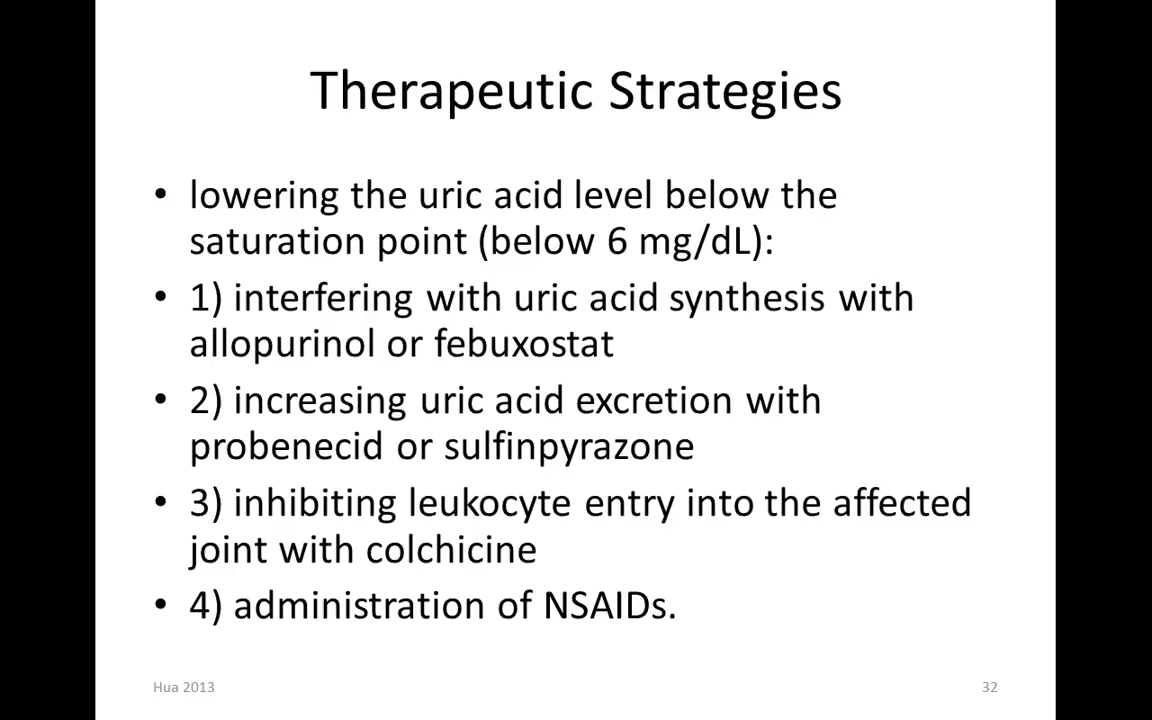 Therapeutic Strategies
• lowering the uric acid level below the
saturation point (below 6 mg/dL):
• 1) interfering with uric acid synthesis with
allopurinol or febuxostat
• 2) increasing uric acid excretion with
probenecid or sulfinpyrazone
• 3) inhibiting leukocyte entry into the affected
joint with colchicine
• 4) administration of NSAIDs.
Hua 2013
32